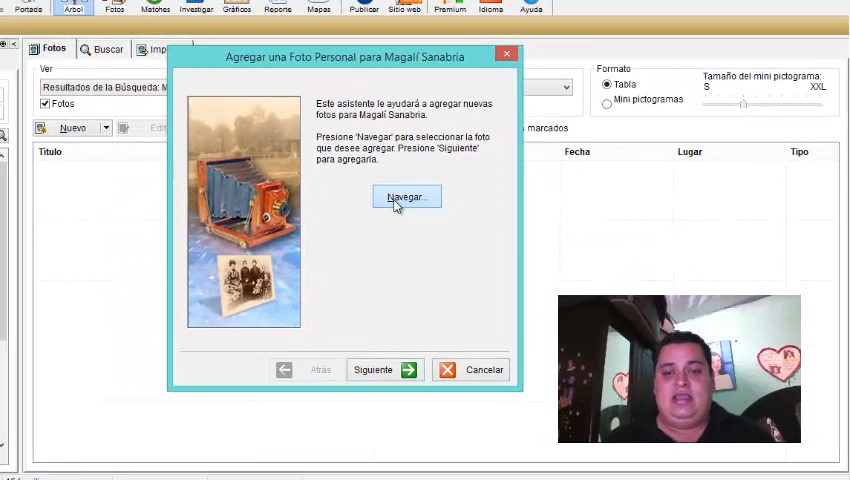 Portada Arbol Fotos Matches Investigar Gráficos Reporte Mapas Publicar Sitio web Premium Idioma Ayuda
Fotos Buscar
Agregar una Foto Personal para Magalí Sanabria
Ver
Resultados de la Búsqueda:
Fotos
Formato
Tabla
Mini pictogramas
Tamaño del mini pictograma:
S XXL
Nuevo marcados
Titulo Fecha Lugar Tipo
Este asistente le ayudará a agregar nuevas
fotos para Magalí Sanabria.
Presione 'Navegar' para seleccionar la foto
que desee agregar. Presione 'Siguiente'
para agregarla.
Navegar...
Atrás Siguiente Cancelar